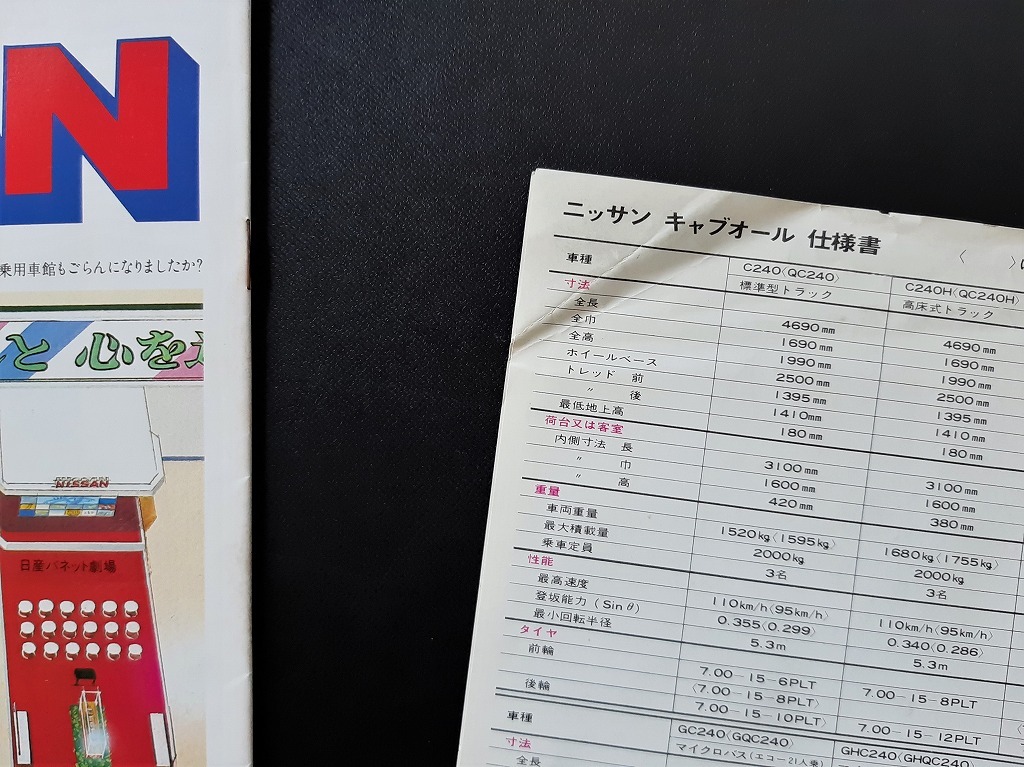 N
乗用車館もごらんになりましたか?
と 心を
NISSAN
日産バネット劇場
ニッサン キャブオール 仕様書
〈 〉
車種 C240〈QC240〉 C240H〈QC240H〉
標準型トラック 高床式トラック
寸法
全長 4690mm 4690mm
全巾 1690mm 1690mm
全高 1990mm 1990mm
ホイールベース 2500mm 2500mm
トレッド 前 1395mm 1395mm
〃 後 1410mm 1410mm
最低地上高 180mm 180mm
荷台又は客室
内側寸法 長 3100mm 3100mm
〃 巾 1600mm 1600mm
〃 高 420mm 380mm
重量
車両重量 1520kg〈1595kg〉 1680kg〈1755kg〉
最大積載量 2000kg 2000kg
乗車定員 3名 3名
性能
最高速度 110km/h〈95km/h〉 110km/h〈95km/h〉
登坂能力(Sinθ) 0.355〈0.299〉 0.340〈0.286〉
最小回転半径 5.3m 5.3m
タイヤ
前輪 7.00-15-6PLT 7.00-15-8PLT
〈7.00-15-8PLT〉
後輪 7.00-15-10PLT〉 7.00-15-12PLT
車種 GC240〈GQC240〉 GHC240〈GHQC240〉
マイクロバス(エコー21人乗)
寸法
全長